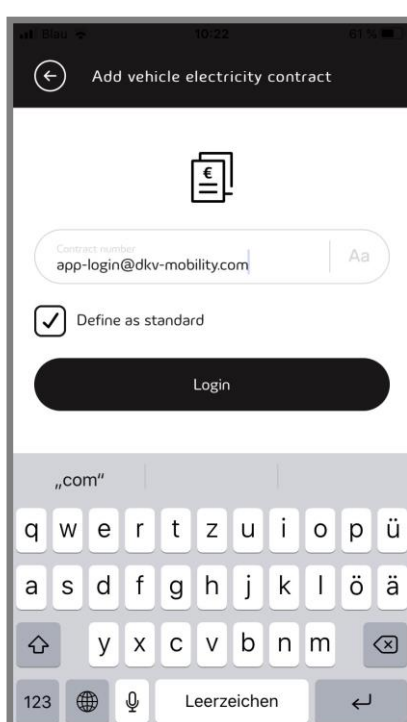 Blau 10:22 61 %
Add vehicle electricity contract
€
Contract number
app-login@dkv-mobility.com
Aa
Define as standard
Login
„com“
q w e r t z u i o p ü
a s d f g h j k l ö ä
y x c v b n m
123 Leerzeichen